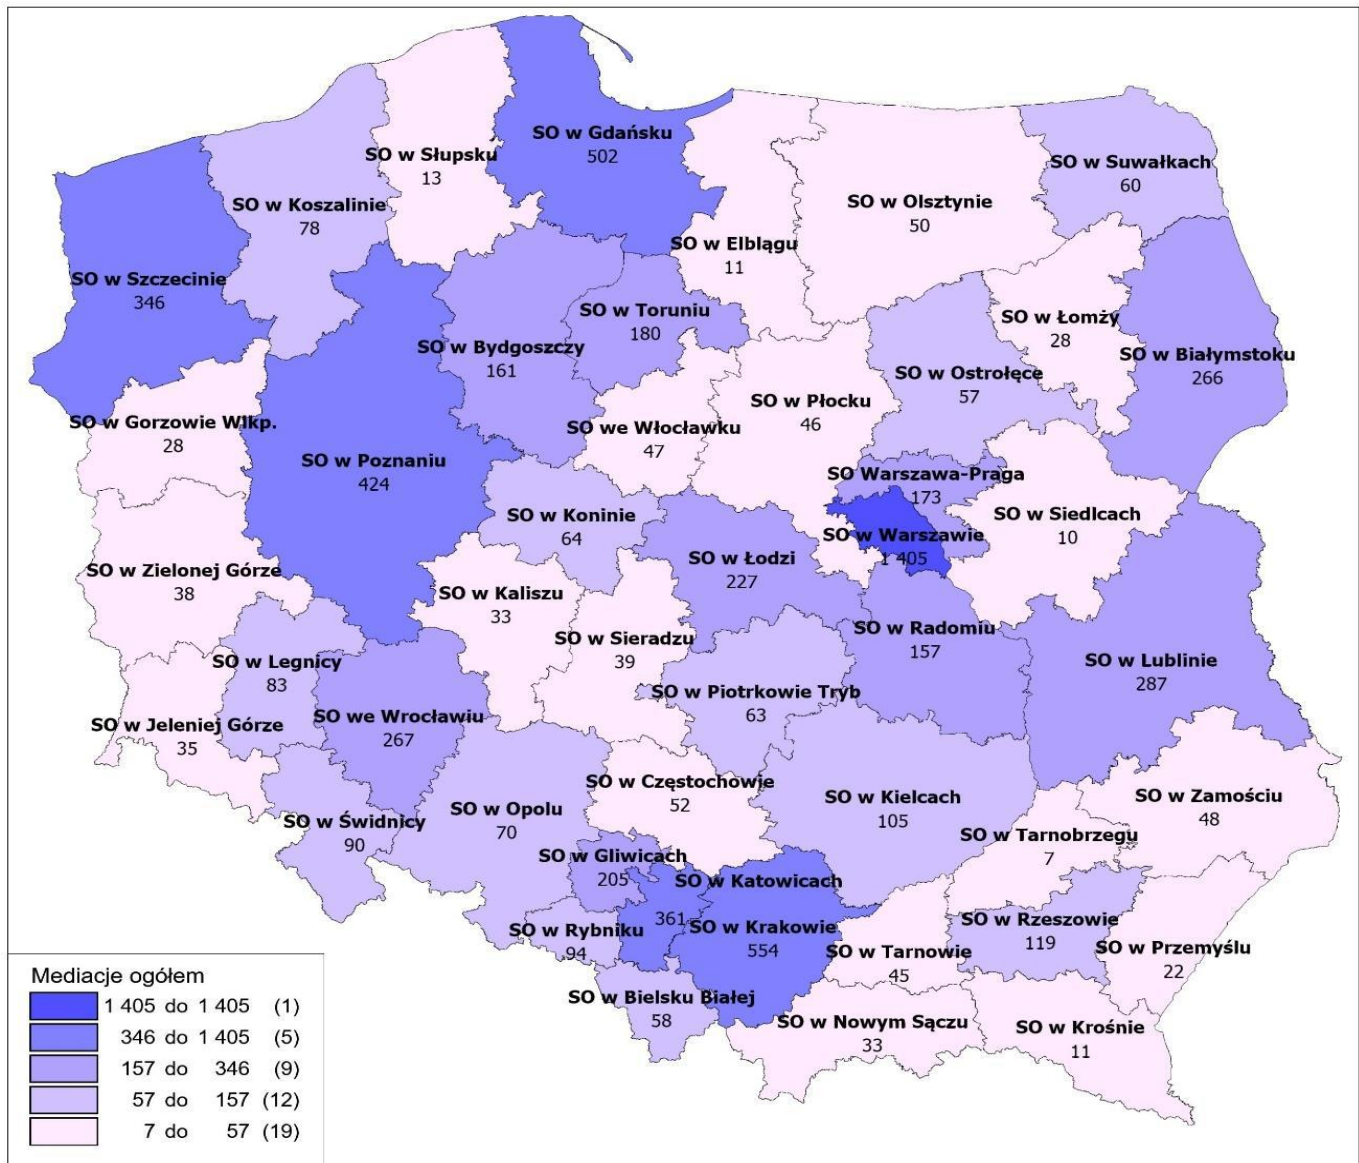 SO w Gdańsku
502
SO w Słupsku
13
SO w Suwałkach
60
SO w Koszalinie
78
SO w Olsztynie
50
SO w Elblągu
11
SO w Szczecinie
346
SO w Toruniu
180
SO w Łomży
28
SO w Bydgoszczy
161
SO w Białymstoku
266
SO w Ostrołęce
57
SO w Płocku
46
SO w Gorzowie Wlkp.
28
SO we Włocławku
47
SO w Poznaniu
424
SO Warszawa-Praga
173
SO w Koninie
64
SO w Siedlcach
10
SO w Warszawie
1 405
SO w Łodzi
227
SO w Zielonej Górze
38
SO w Kaliszu
33
SO w Radomiu
157
SO w Sieradzu
39
SO w Legnicy
83
SO w Lublinie
287
SO w Piotrkowie Tryb
63
SO we Wrocławiu
267
SO w Jeleniej Górze
35
SO w Częstochowie
52
SO w Kielcach
105
SO w Zamościu
48
SO w Opolu
70
SO w Świdnicy
90
SO w Tarnobrzegu
7
SO w Gliwicach
205
SO w Katowicach
361
SO w Rzeszowie
119
SO w Krakowie
554
SO w Rybniku
94
SO w Przemyślu
22
SO w Tarnowie
45
SO w Bielsku Białej
58
SO w Nowym Sączu
33
SO w Krośnie
11
Mediacje ogółem
1 405 do 1 405 (1)
346 do 1 405 (5)
157 do 346 (9)
57 do 157 (12)
7 do 57 (19)